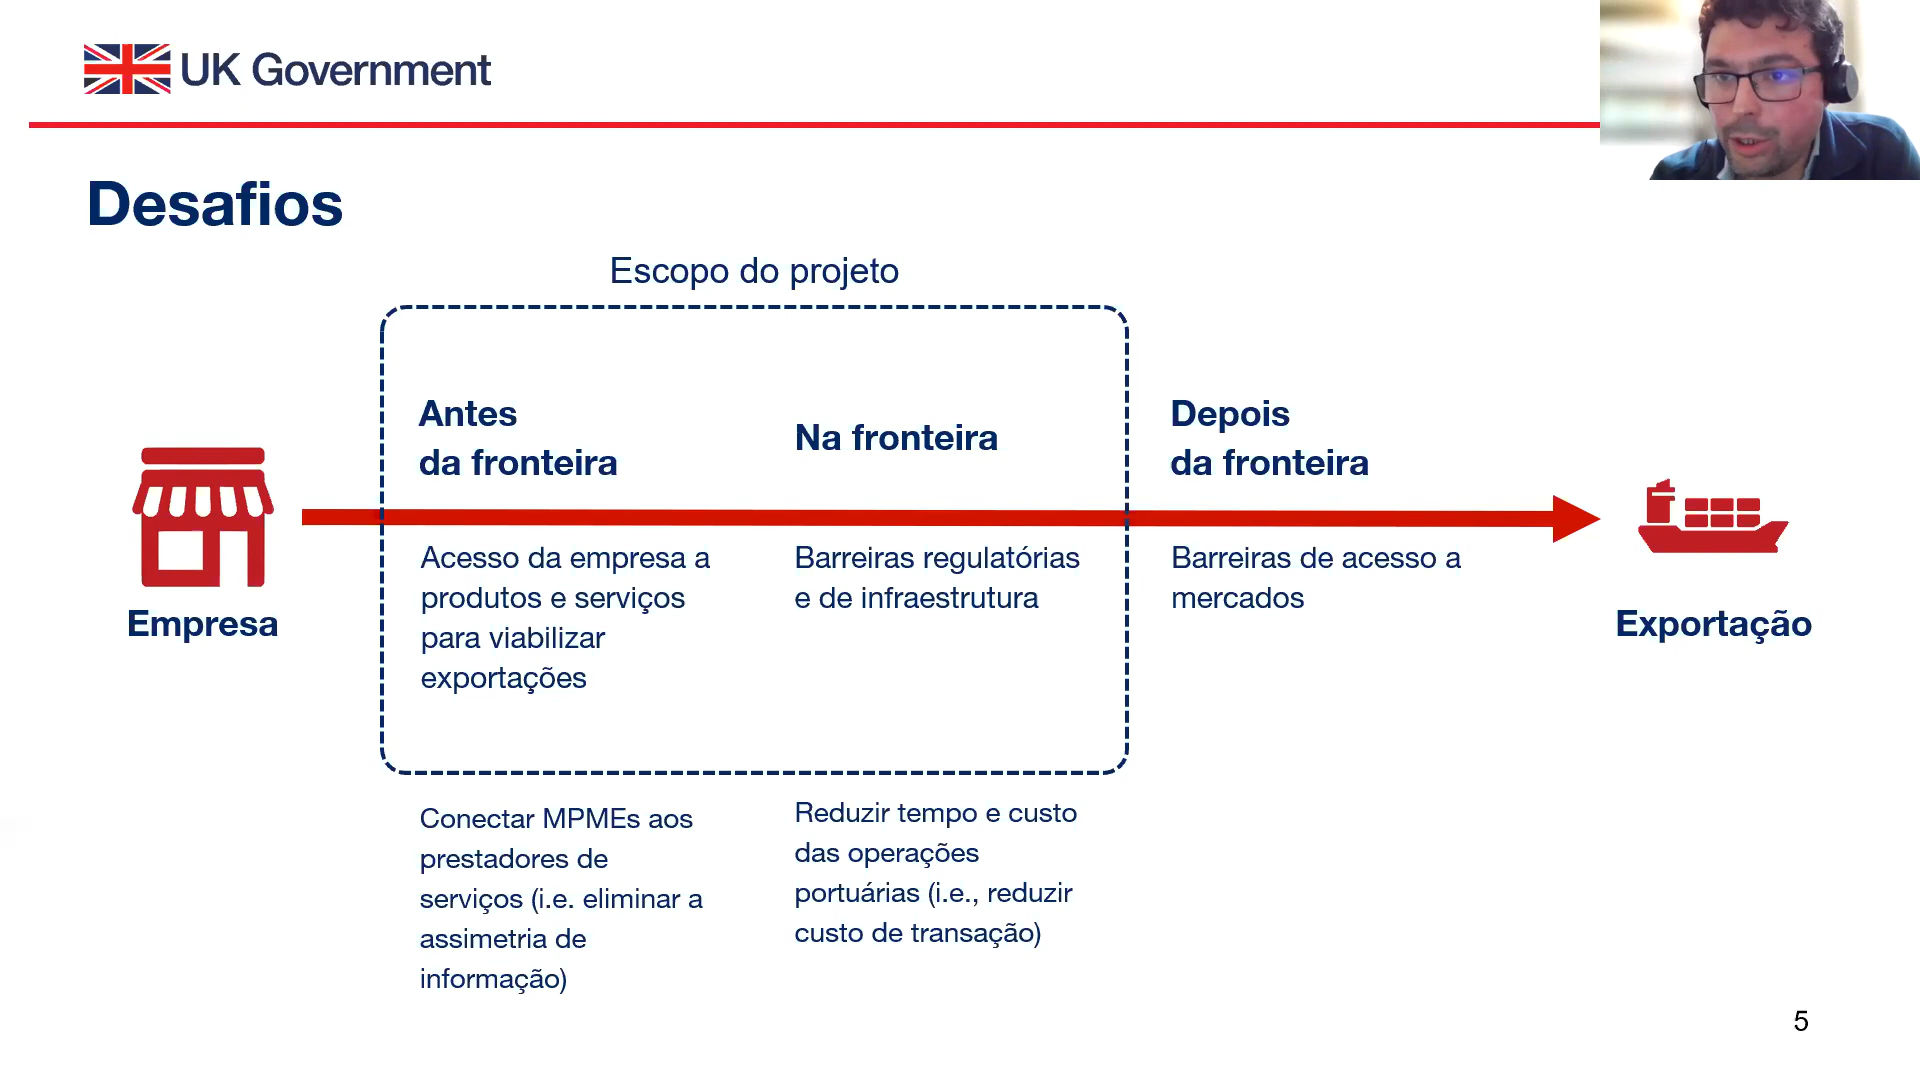 UK Government
Desafios
Escopo do projeto
Antes
da fronteira
Na fronteira
Depois
da fronteira
Empresa
Acesso da empresa a
produtos e serviços
para viabilizar
exportações
Barreiras regulatórias
e de infraestrutura
Barreiras de acesso a
mercados
Exportação
Conectar MPMEs aos
prestadores de
serviços (i.e. eliminar a
assimetria de
informação)
Reduzir tempo e custo
das operações
portuárias (i.e., reduzir
custo de transação)
5